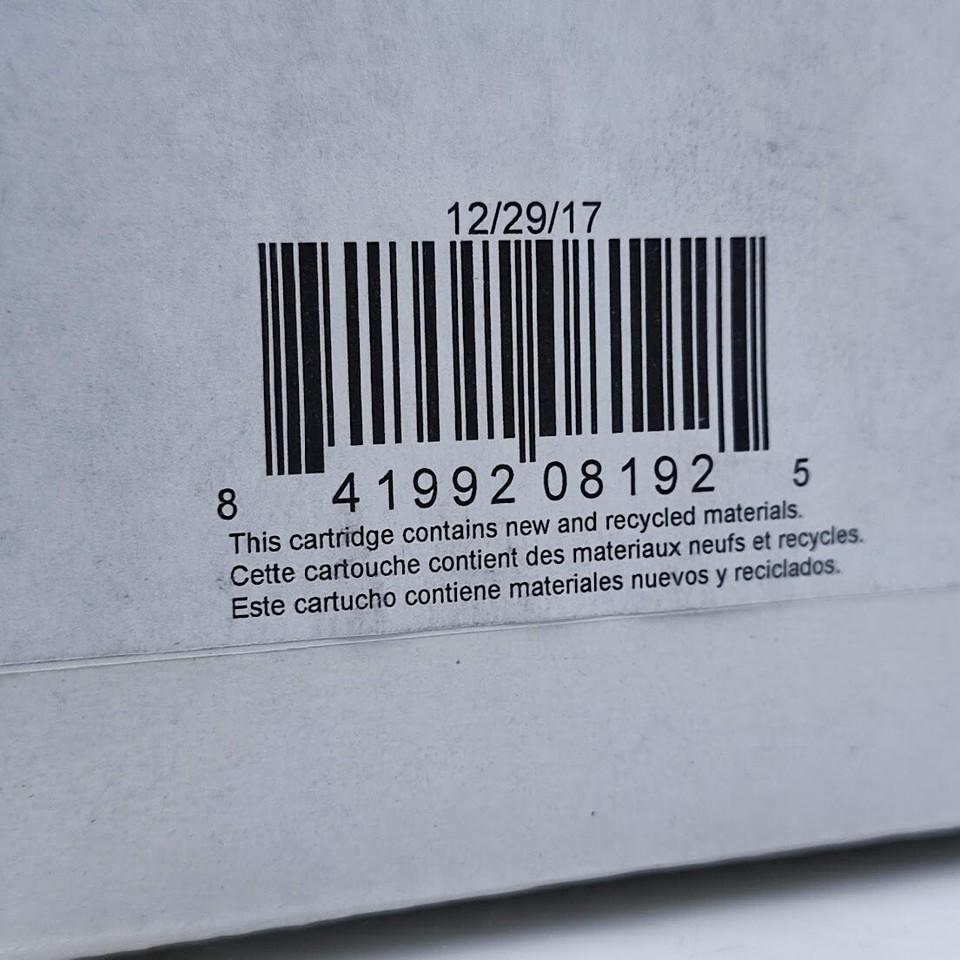 12/29/17
8 41992 08192 5
This cartridge contains new and recycled materials.
Cette cartouche contient des materiaux neufs et recycles.
Este cartucho contiene materiales nuevos y reciclados.